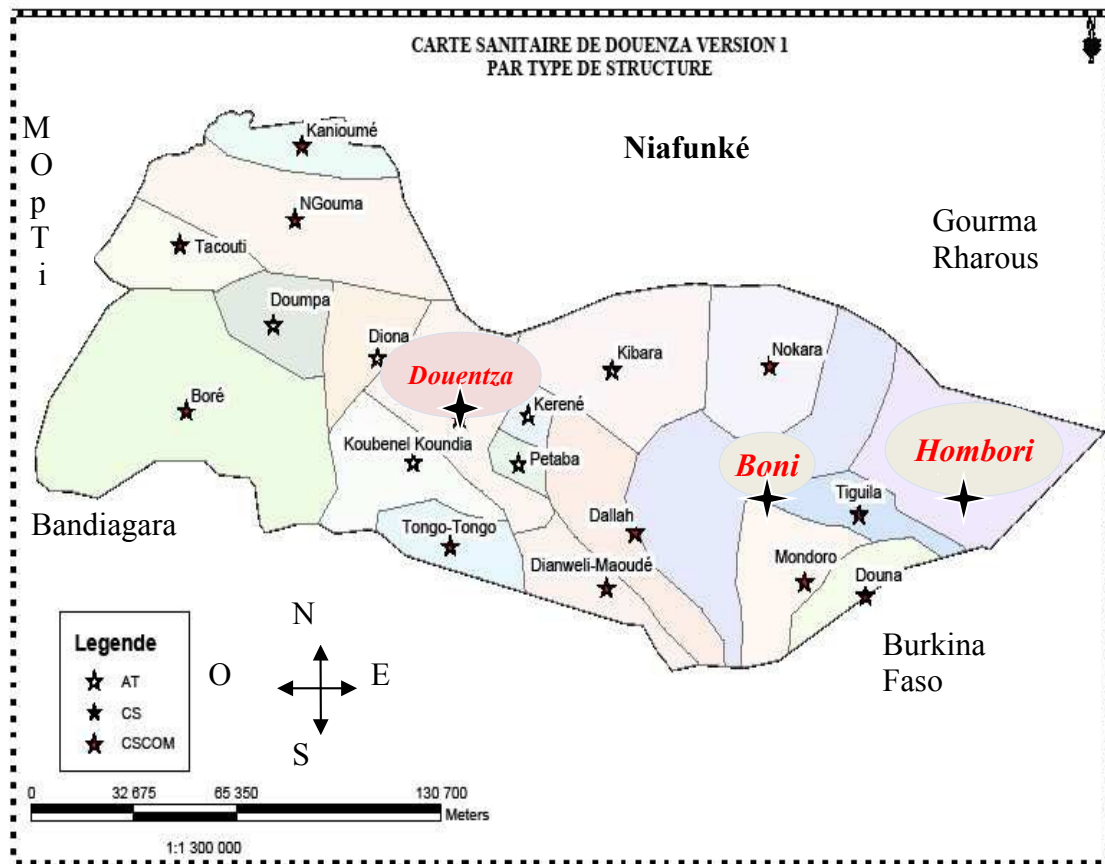 CARTE SANITAIRE DE DOUENZA VERSION 1
PAR TYPE DE STRUCTURE
M
O
p
T
i
Kanioumé
Niafunké
NGouma
Gourma
Rharous
Tacouti
Doumpa
Diona
Douentza
Kibara
Nokara
Boré
Kerené
Koubenel Koundia
Petaba
Boni
Hombori
Tiguila
Bandiagara
Tongo-Tongo
Dallah
Dianweli-Maoudé
Mondoro
Douna
Burkina
Faso
N
O
E
S
Legende
AT
CS
CSCOM
0 32 675 65 350 130 700
Meters
1:1 300 000